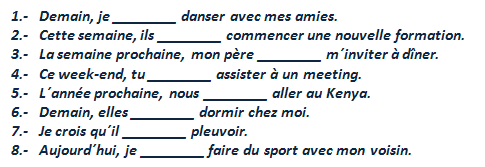 1.- Demain, je ________ danser avec mes amies.
2.- Cette semaine, ils ________ commencer une nouvelle formation.
3.- La semaine prochaine, mon père ________ m´inviter à dîner.
4.- Ce week-end, tu ________ assister à un meeting.
5.- L´année prochaine, nous ________ aller au Kenya.
6.- Demain, elles ________ dormir chez moi.
7.- Je crois qu´il ________ pleuvoir.
8.- Aujourd´hui, je ________ faire du sport avec mon voisin.